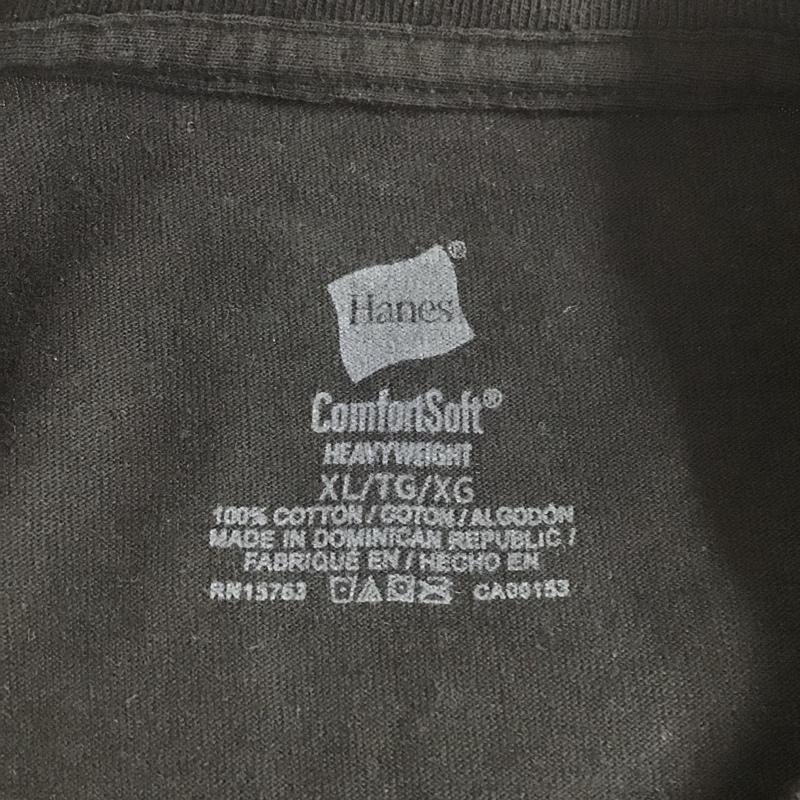 Hanes®
ComfortSoft®
HEAVYWEIGHT
XL/TG/XG
100% COTTON / COTON / ALGODÓN
MADE IN DOMINICAN REPUBLIC /
FABRIQUÉ EN / HECHO EN
RN15763 CA00153